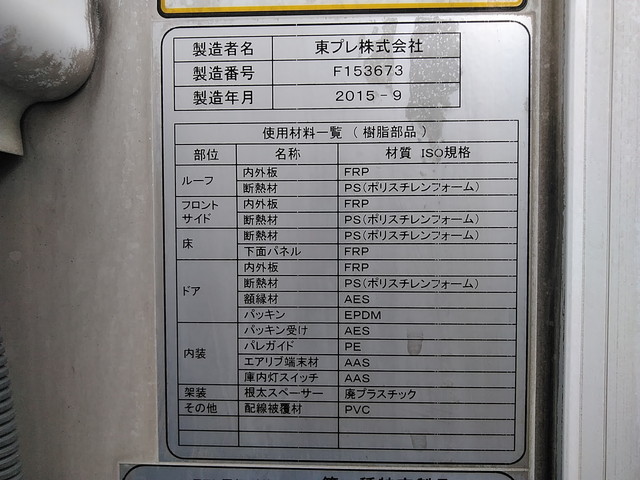 製造者名 東プレ株式会社
製造番号 F153673
製造年月 2015-9
使用材料一覧 (樹脂部品)
部位 名称 材質 ISO規格
ルーフ 内外板 FRP
断熱材 PS(ポリスチレンフォーム)
フロント サイド 内外板 FRP
断熱材 PS(ポリスチレンフォーム)
床 断熱材 PS(ポリスチレンフォーム)
下面パネル FRP
ドア 内外板 FRP
断熱材 PS(ポリスチレンフォーム)
額縁材 AES
パッキン EPDM
内装 パッキン受け AES
パレガイド PE
エアリブ端末材 AAS
庫内灯スイッチ AAS
架装 根太スペーサー 廃プラスチック
その他 配線被覆材 PVC